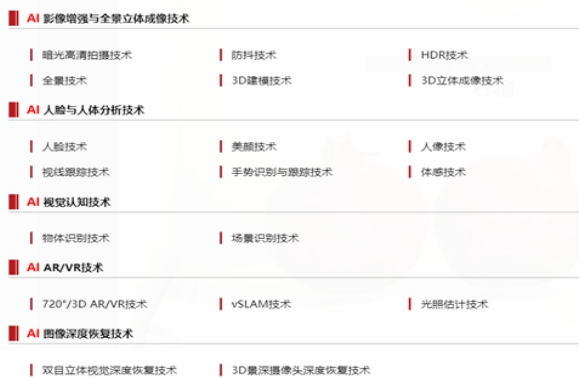 AI 影像增强与全景立体成像技术
暗光高清拍摄技术 防抖技术 HDR技术
全景技术 3D建模技术 3D立体成像技术
AI 人脸与人体分析技术
人脸技术 美颜技术 人像技术
视线跟踪技术 手势识别与跟踪技术 体感技术
AI 视觉认知技术
物体识别技术 场景识别技术
AI AR/VR技术
720°/3D AR/VR技术 vSLAM技术 光照估计技术
AI 图像深度恢复技术
双目立体视觉深度恢复技术 3D景深摄像头深度恢复技术